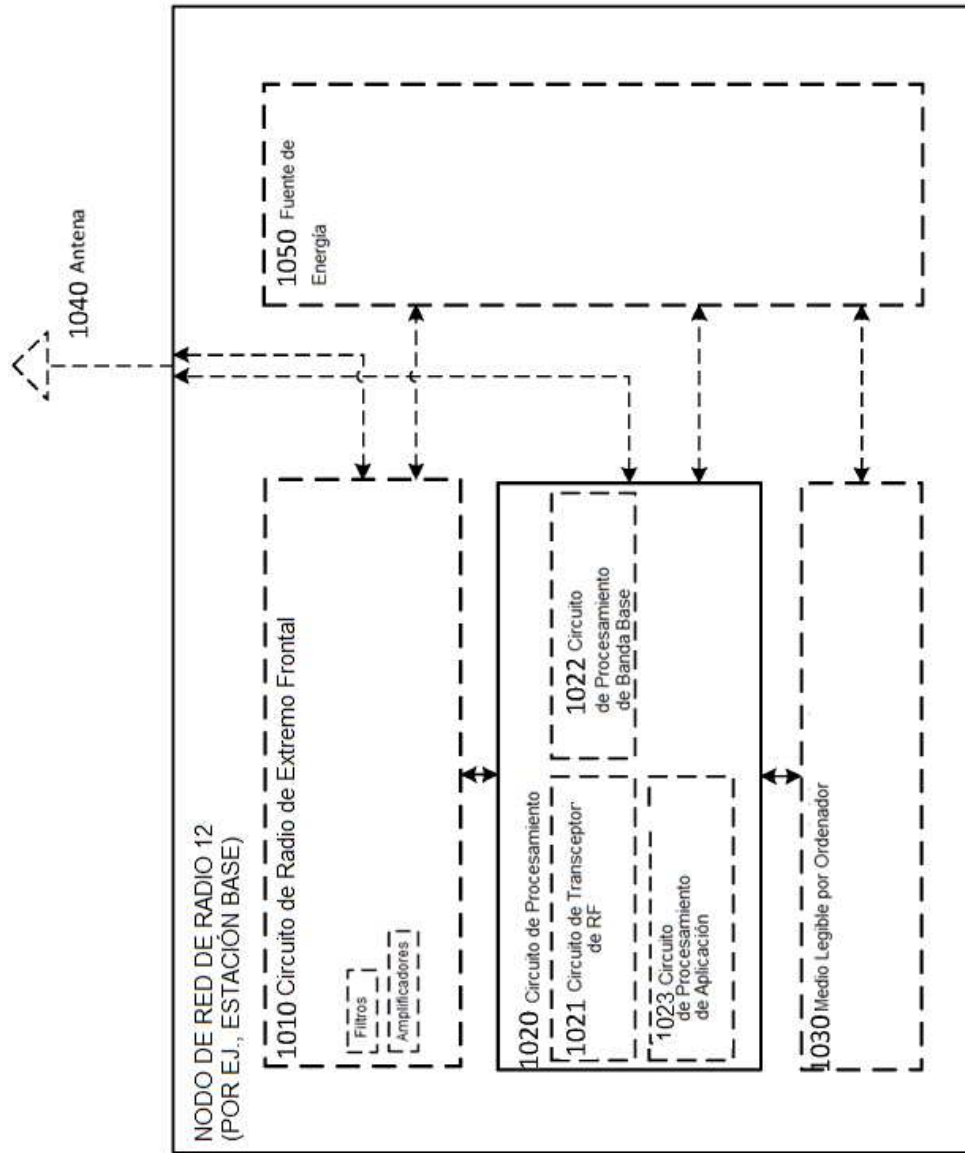 NODO DE RED DE RADIO 12
(POR EJ., ESTACIÓN BASE)
1040 Antena
1010 Circuito de Radio de Extremo Frontal
Filtros
Amplificadores
1050 Fuente de
Energía
1020 Circuito de Procesamiento
1021 Circuito de Transceptor
de RF
1022 Circuito
de Procesamiento
de Banda Base
1023 Circuito
de Procesamiento
de Aplicación
1030 Medio Legible por Ordenador